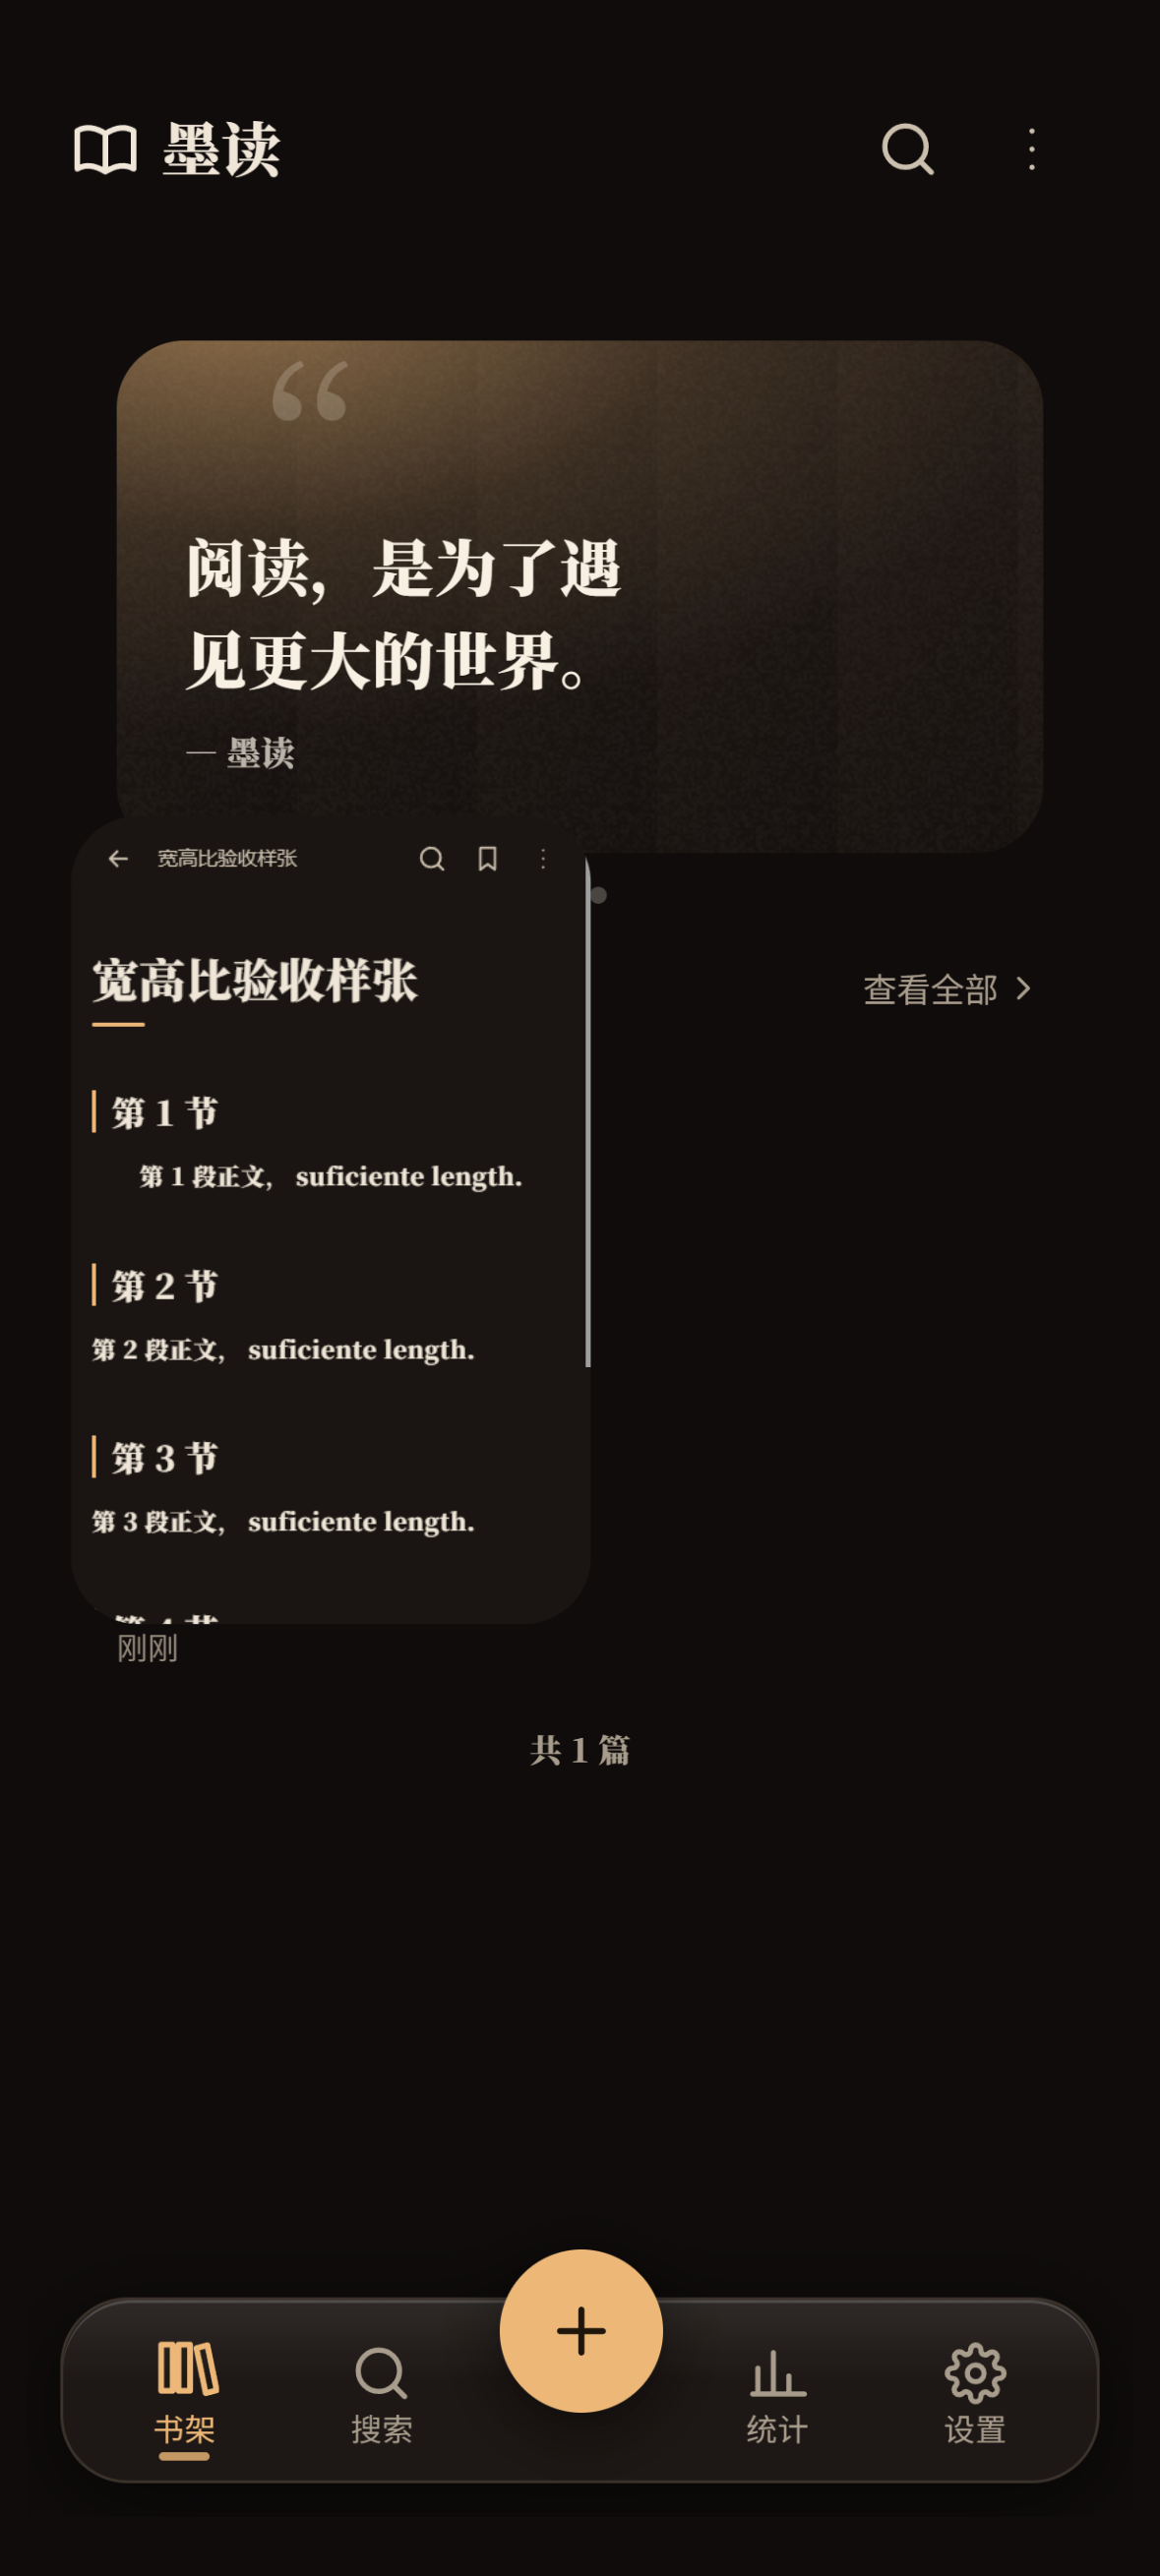 墨读
“
阅读，是为了遇
见更大的世界。
— 墨读
宽高比验收样张
宽高比验收样张
查看全部
第 1 节
第 1 段正文， suficiente length.
第 2 节
第 2 段正文， suficiente length.
第 3 节
第 3 段正文， suficiente length.
刚刚
共 1 篇
书架
搜索
统计
设置